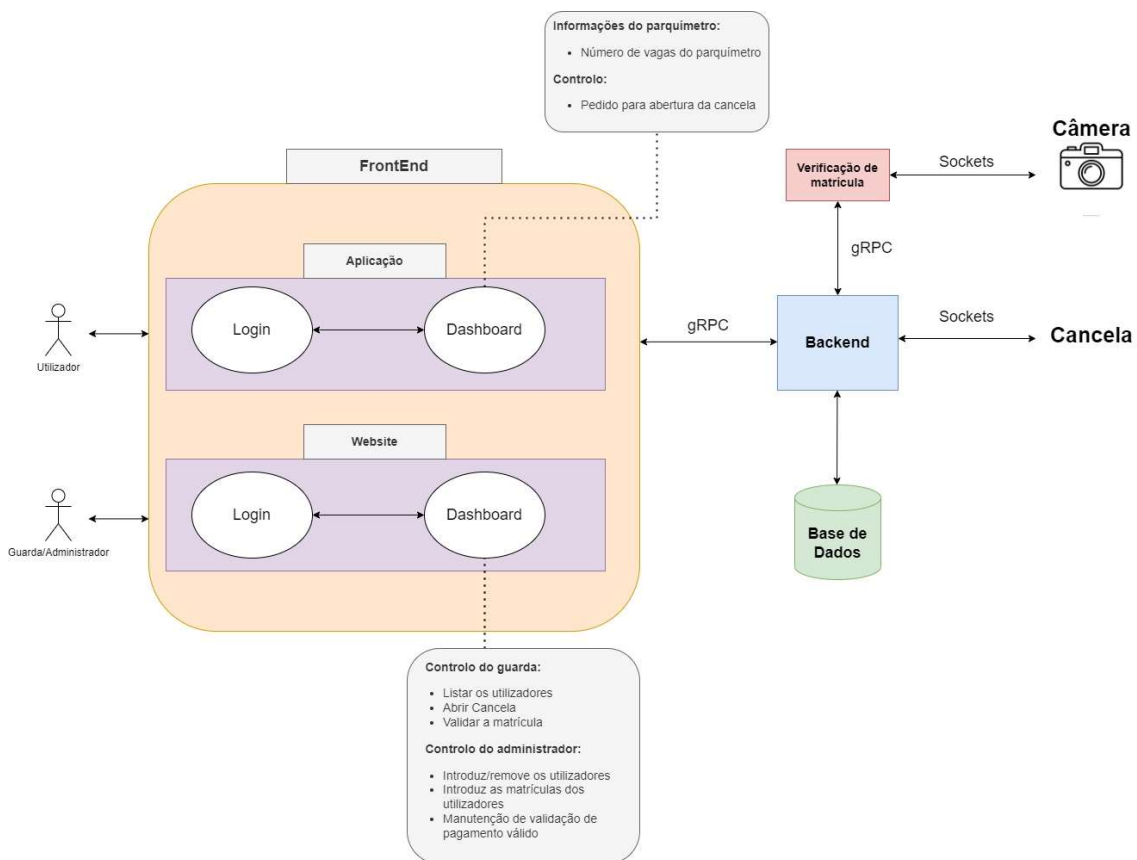 Informações do parquímetro:
Número de vagas do parquímetro
Controlo:
Pedido para abertura da cancela
Câmera
FrontEnd
Verificação de
matrícula
Sockets
gRPC
Aplicação
Login
Dashboard
Utilizador
gRPC
Backend
Sockets
Cancela
Website
Login
Dashboard
Guarda/Administrador
Base de
Dados
Controlo do guarda:
Listar os utilizadores
Abrir Cancela
Validar a matrícula
Controlo do administrador:
Introduz/remove os utilizadores
Introduz as matrículas dos
utilizadores
Manutenção de validação de
pagamento válido